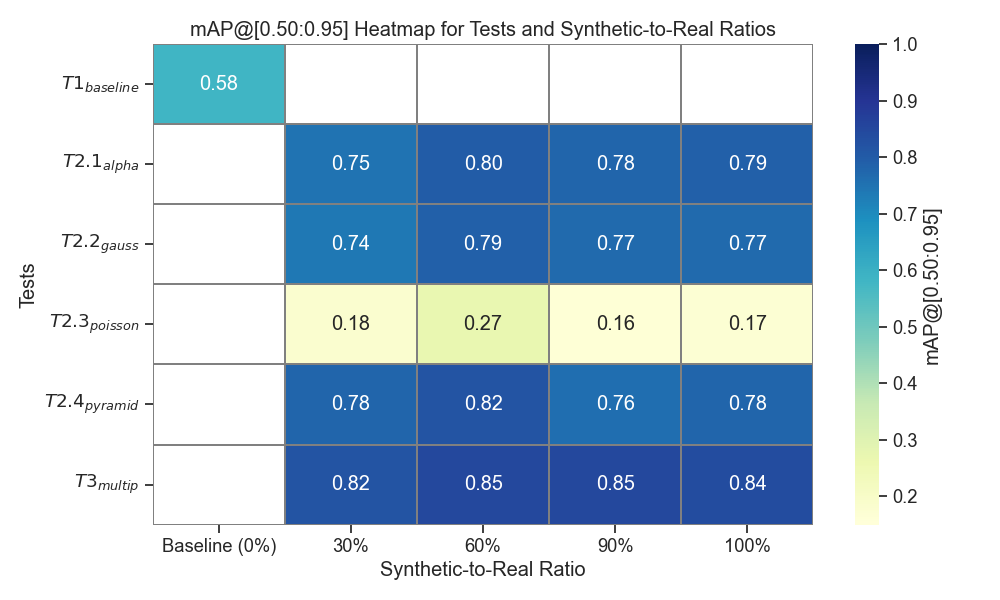 mAP@[0.50:0.95] Heatmap for Tests and Synthetic-to-Real Ratios
T1baseline
0.58
T2.1alpha
0.75 0.80 0.78 0.79
T2.2gauss
0.74 0.79 0.77 0.77
T2.3poisson
0.18 0.27 0.16 0.17
T2.4pyramid
0.78 0.82 0.76 0.78
T3multip
0.82 0.85 0.85 0.84
Tests
Baseline (0%) 30% 60% 90% 100%
Synthetic-to-Real Ratio
1.0
0.9
0.8
0.7
0.6
0.5
0.4
0.3
0.2
mAP@[0.50:0.95]